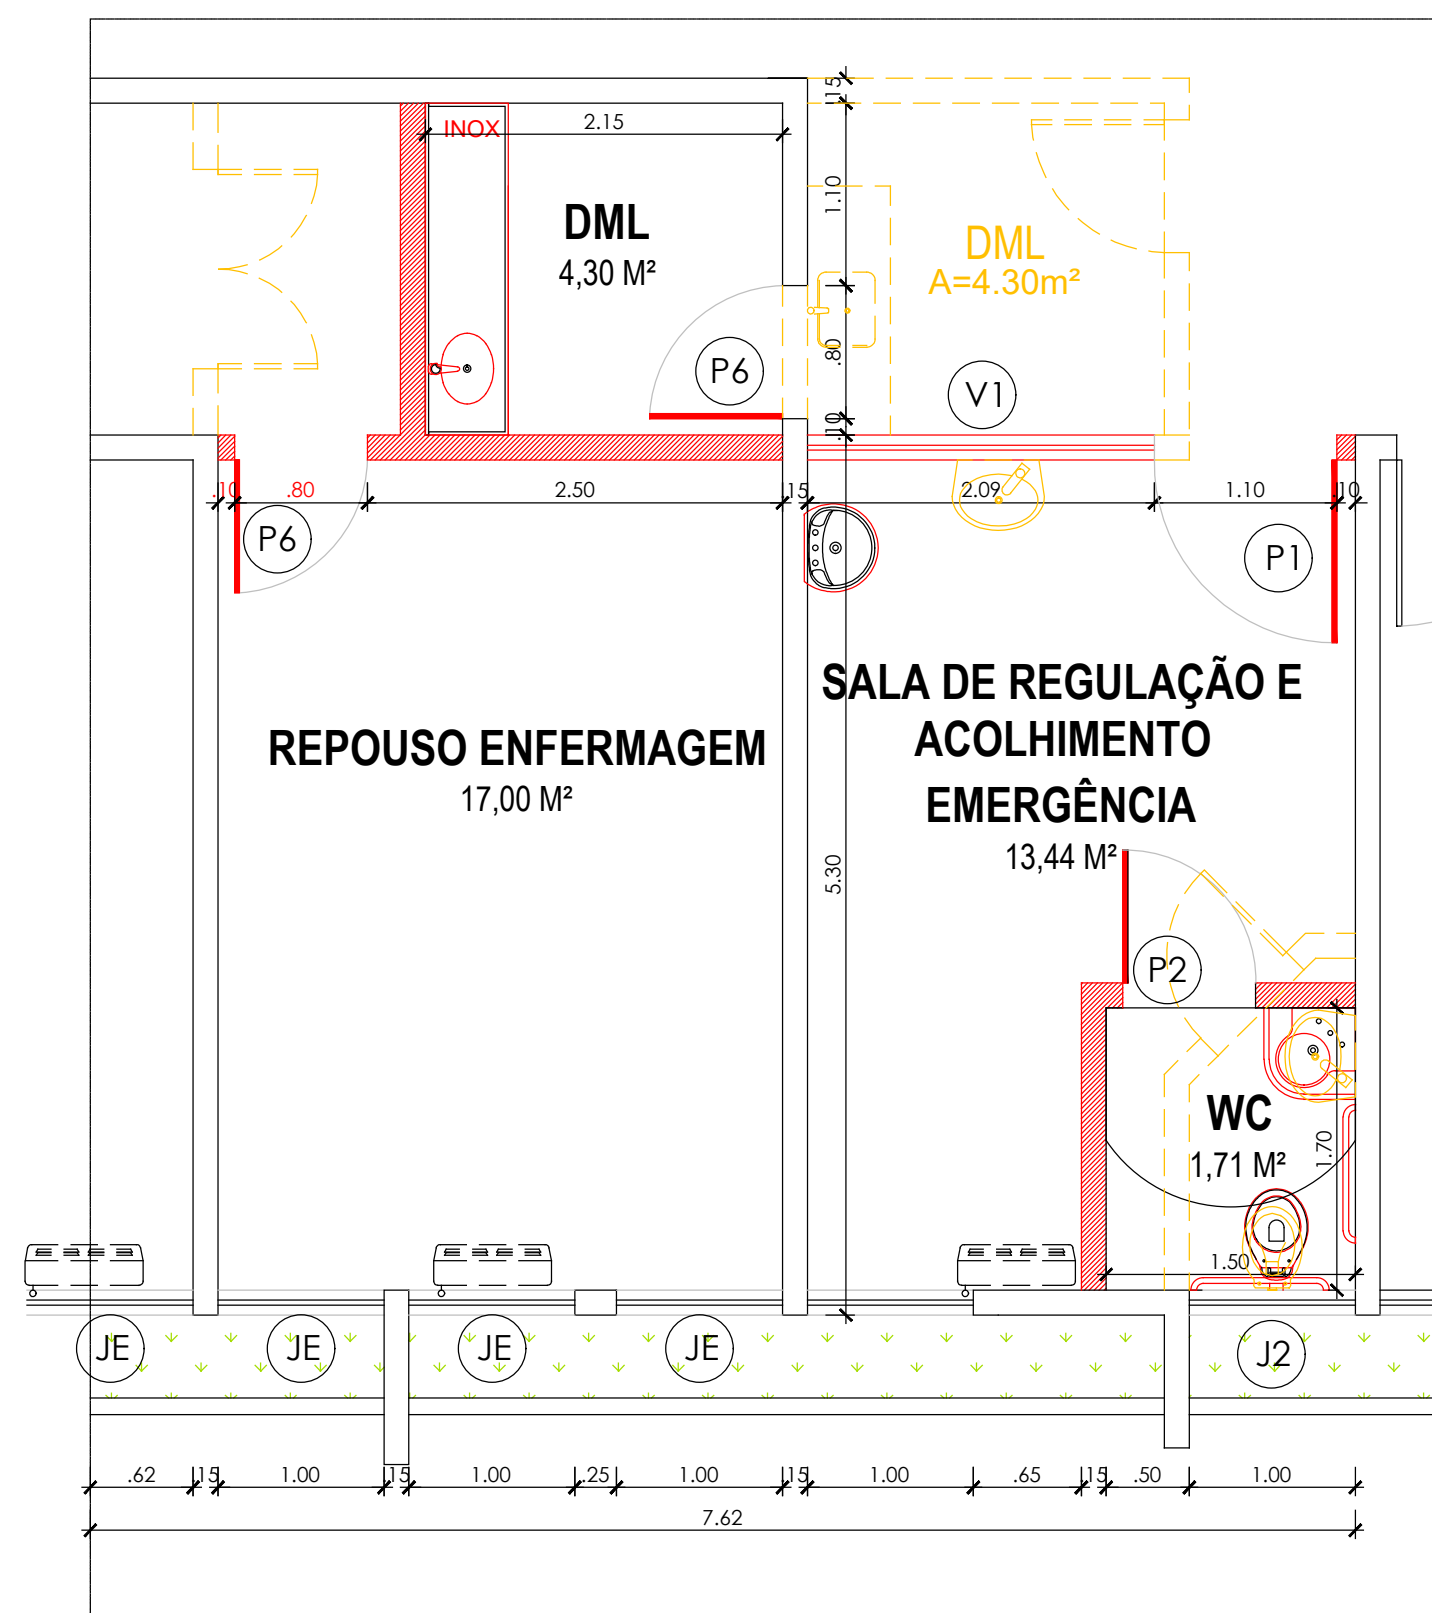 .15
INOX
2.15
1.10
DML
4,30 M²
DML
A=4.30m²
.80
P6
V1
.10
.10
.80
2.50
.15
2.09
1.10
.10
P6
P1
SALA DE REGULAÇÃO E
ACOLHIMENTO
EMERGÊNCIA
13,44 M²
REPOUSO ENFERMAGEM
17,00 M²
5.30
P2
WC
1,71 M²
1.70
1.50
JE
JE
JE
JE
J2
.62
.15
1.00
.15
1.00
.25
1.00
.15
1.00
.65
.15
.50
1.00
7.62